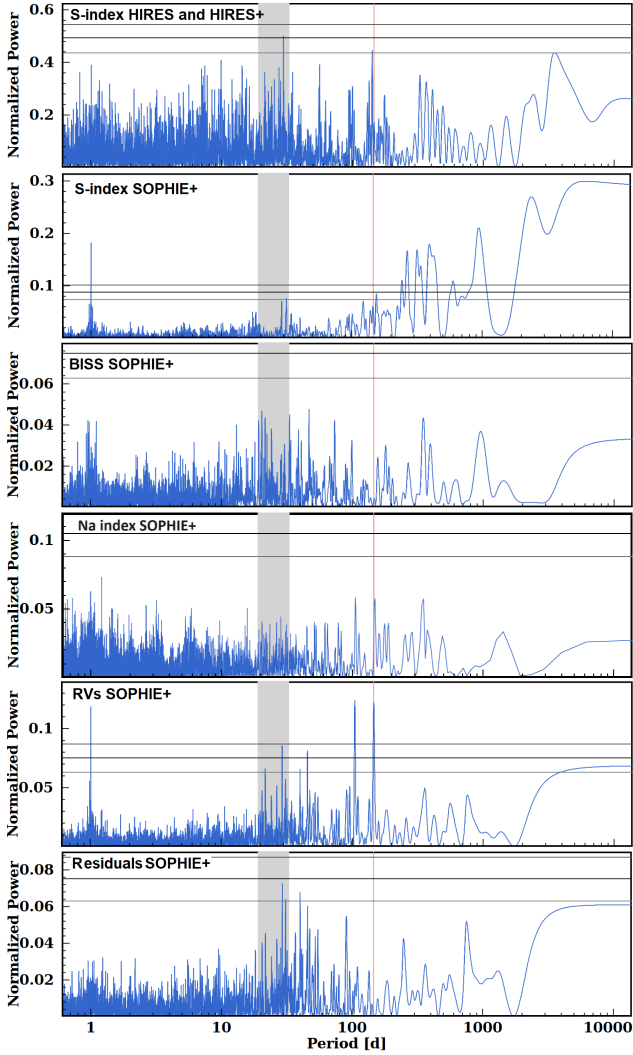 S-index HIRES and HIRES+
Normalized Power
0.6
0.4
0.2
S-index SOPHIE+
Normalized Power
0.3
0.2
0.1
BISS SOPHIE+
Normalized Power
0.06
0.04
0.02
Na index SOPHIE+
Normalized Power
0.1
0.05
RVs SOPHIE+
Normalized Power
0.1
0.05
Residuals SOPHIE+
Normalized Power
0.08
0.06
0.04
0.02
1 10 100 1000 10000
Period [d]